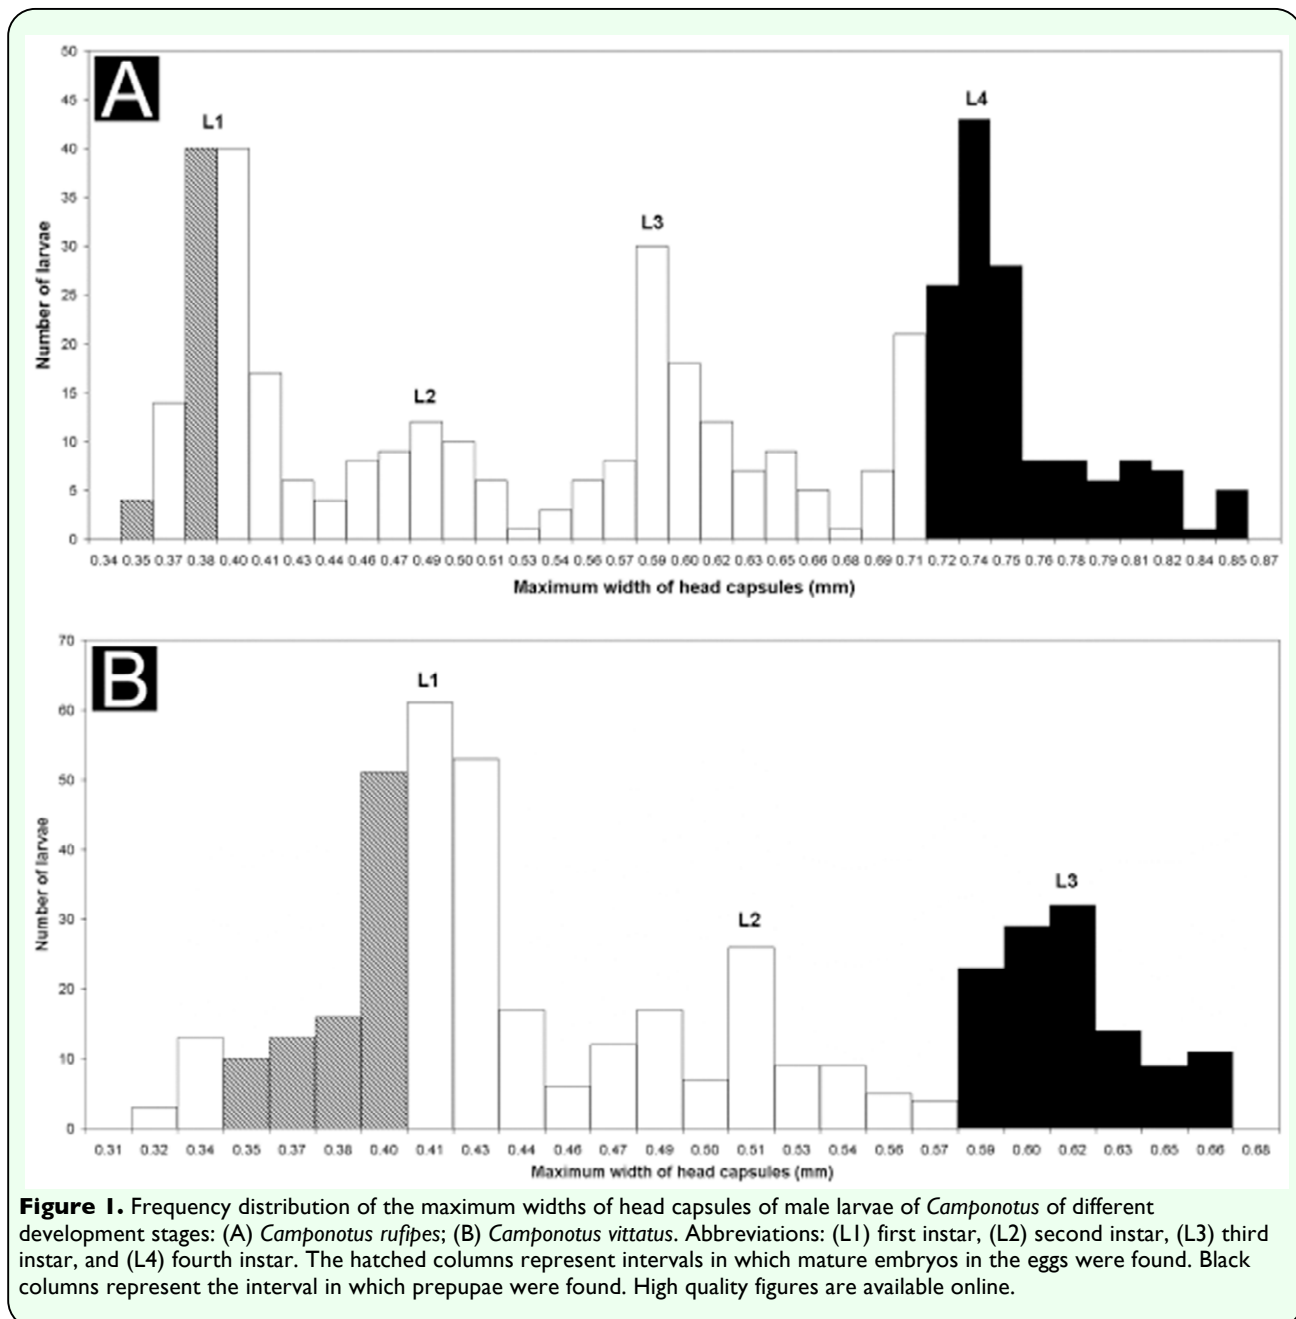 A
Number of larvae
50
45
40
35
30
25
20
15
10
5
0
L1
L2
L3
L4
0.34 0.35 0.37 0.38 0.40 0.41 0.43 0.44 0.46 0.47 0.49 0.50 0.51 0.53 0.54 0.56 0.57 0.59 0.60 0.62 0.63 0.65 0.66 0.68 0.69 0.71 0.72 0.74 0.75 0.76 0.78 0.79 0.81 0.82 0.84 0.85 0.87
Maximum width of head capsules (mm)
B
Number of larvae
70
60
50
40
30
20
10
0
L1
L2
L3
0.31 0.32 0.34 0.35 0.37 0.38 0.40 0.41 0.43 0.44 0.46 0.47 0.49 0.50 0.51 0.53 0.54 0.56 0.57 0.59 0.60 0.62 0.63 0.65 0.66 0.68
Maximum width of head capsules (mm)
Figure 1. Frequency distribution of the maximum widths of head capsules of male larvae of Camponotus of different
development stages: (A) Camponotus rufipes; (B) Camponotus vittatus. Abbreviations: (L1) first instar, (L2) second instar, (L3) third
instar, and (L4) fourth instar. The hatched columns represent intervals in which mature embryos in the eggs were found. Black
columns represent the interval in which prepupae were found. High quality figures are available online.